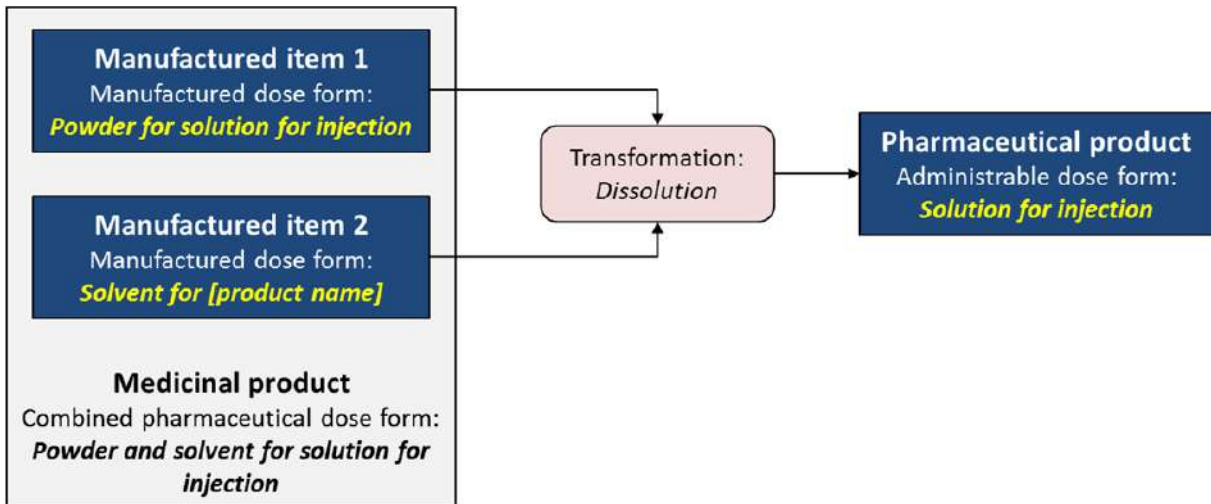 Manufactured item 1
Manufactured dose form:
Powder for solution for injection
Manufactured item 2
Manufactured dose form:
Solvent for [product name]
Medicinal product
Combined pharmaceutical dose form:
Powder and solvent for solution for
injection
Transformation:
Dissolution
Pharmaceutical product
Administrable dose form:
Solution for injection